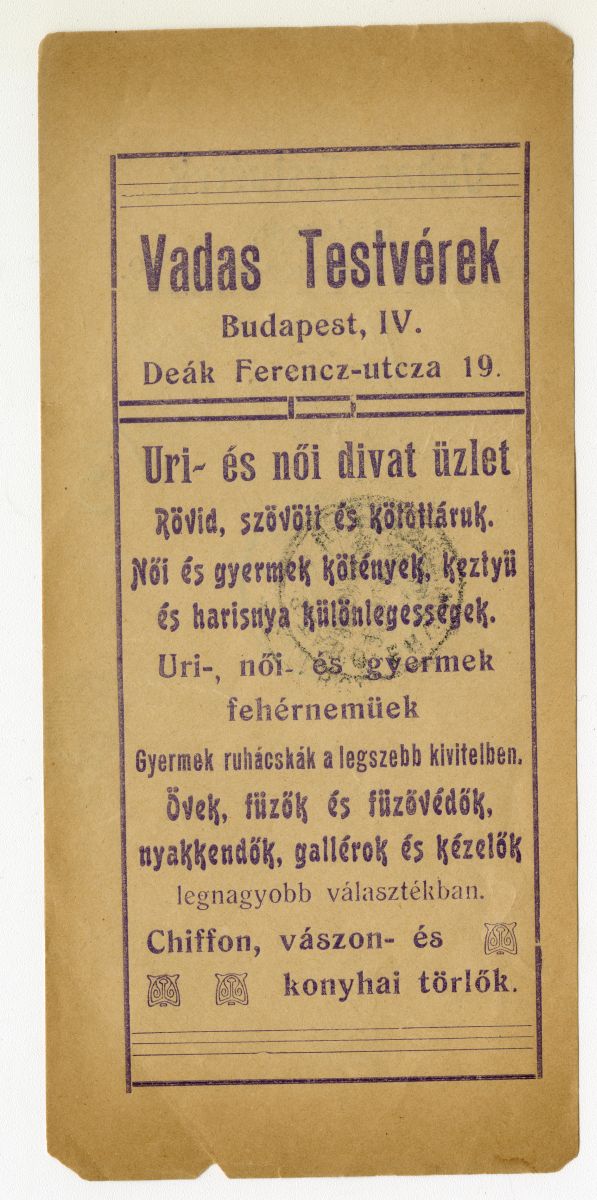 Vadas Testvérek
Budapest, IV.
Deák Ferencz-utcza 19.
Uri- és női divat üzlet
Rövid, szövött és kötöttáruk.
Női és gyermek kötények, keztyü
és harisnya különlegességek.
Uri-, női- és gyermek
fehérnemüek
Gyermek ruhácskák a legszebb kivitelben.
Övek, füzők és füzővédők,
nyakkendők, gallérok és kézelők
legnagyobb választékban.
Chiffon, vászon- és
konyhai törlők.